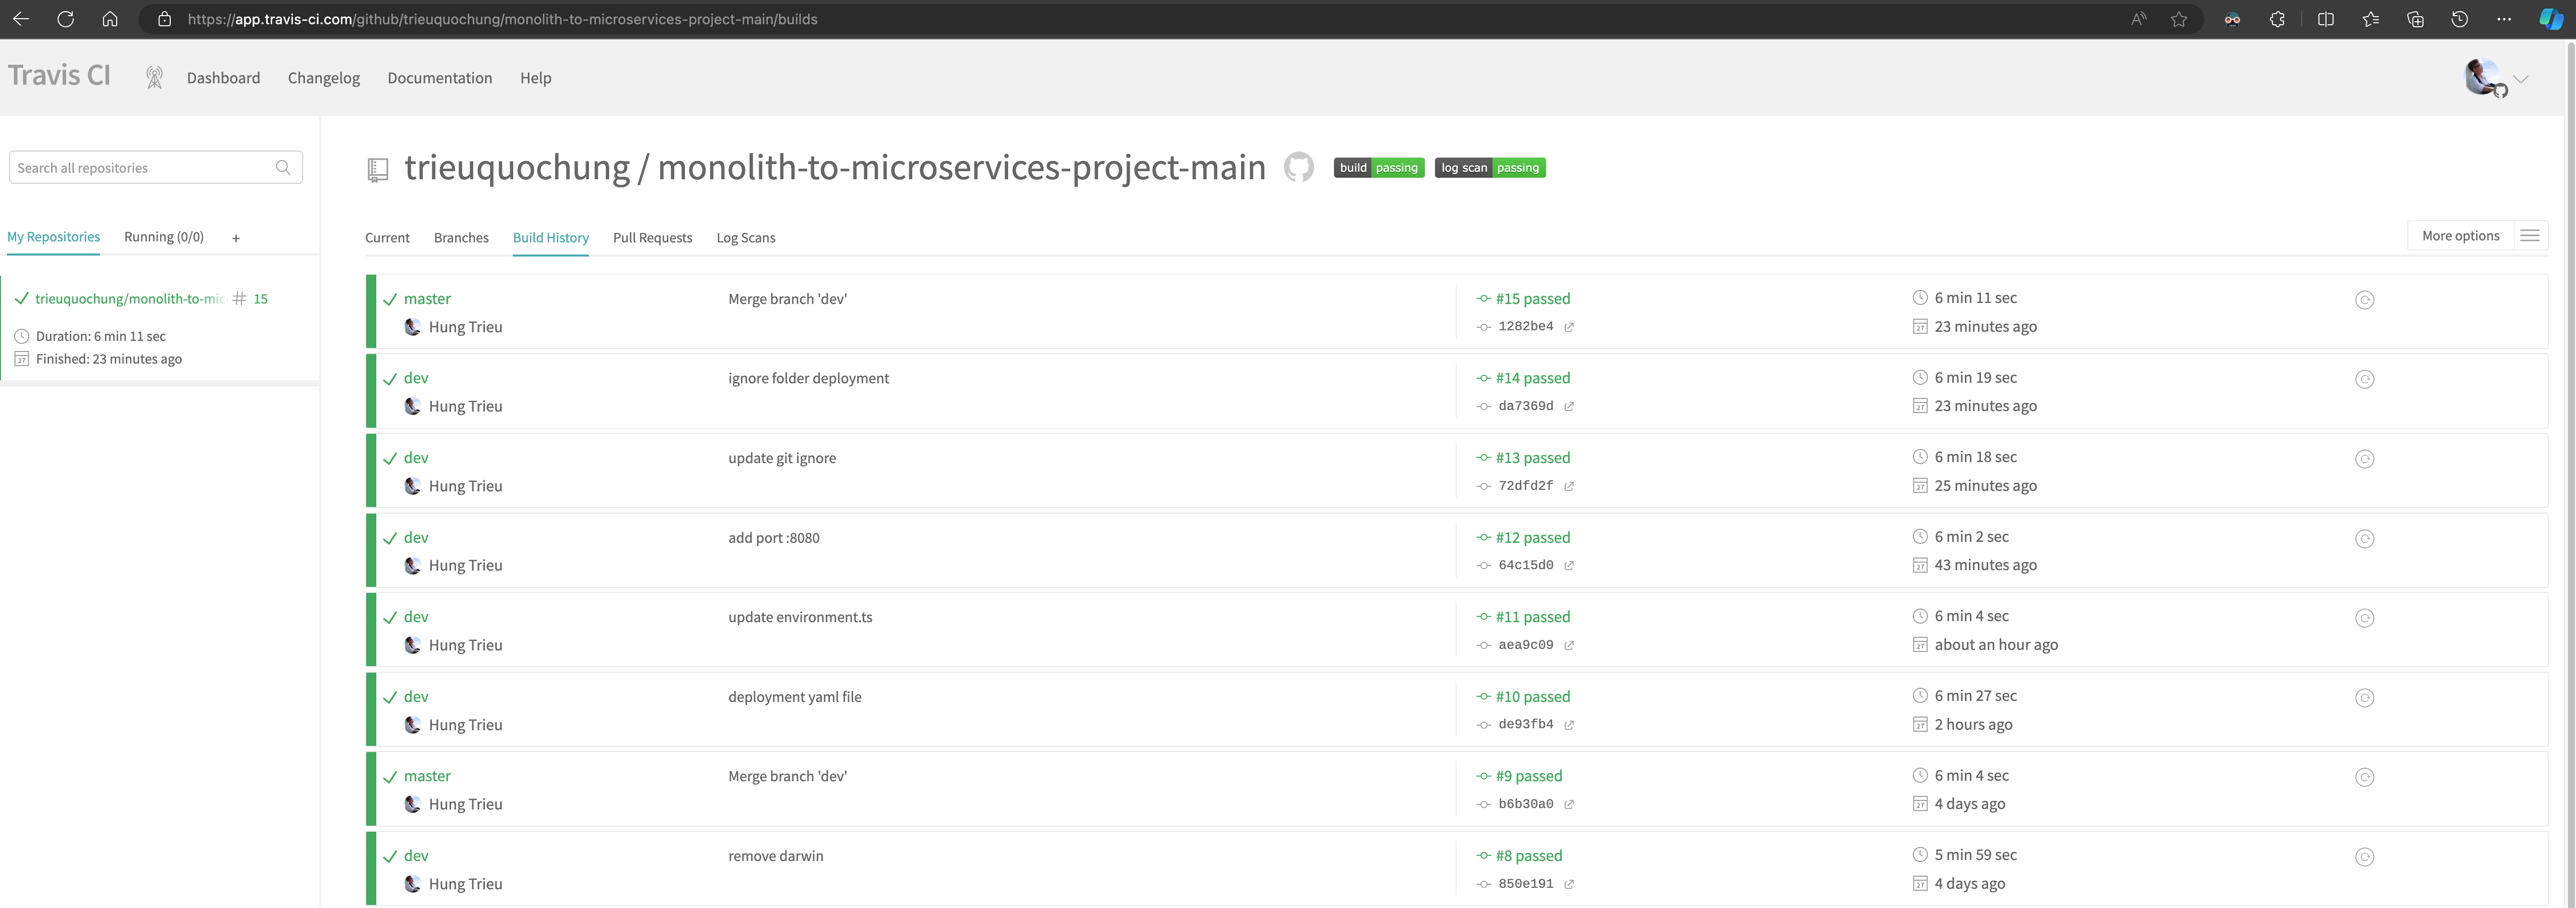 https://app.travis-ci.com/github/trieuquochung/monolith-to-microservices-project-main/builds
Travis CI Dashboard Changelog Documentation Help
Search all repositories
trieuquochung / monolith-to-microservices-project-main build passing log scan passing
My Repositories Running (0/0) +
Current Branches Build History Pull Requests Log Scans More options
trieuquochung/monolith-to-mic # 15
Duration: 6 min 11 sec
Finished: 23 minutes ago
master Merge branch 'dev' #15 passed 6 min 11 sec
Hung Trieu 1282be4 23 minutes ago
dev ignore folder deployment #14 passed 6 min 19 sec
Hung Trieu da7369d 23 minutes ago
dev update git ignore #13 passed 6 min 18 sec
Hung Trieu 72dfd2f 25 minutes ago
dev add port :8080 #12 passed 6 min 2 sec
Hung Trieu 64c15d0 43 minutes ago
dev update environment.ts #11 passed 6 min 4 sec
Hung Trieu aea9c09 about an hour ago
dev deployment yaml file #10 passed 6 min 27 sec
Hung Trieu de93fb4 2 hours ago
master Merge branch 'dev' #9 passed 6 min 4 sec
Hung Trieu b6b30a0 4 days ago
dev remove darwin #8 passed 5 min 59 sec
Hung Trieu 850e191 4 days ago